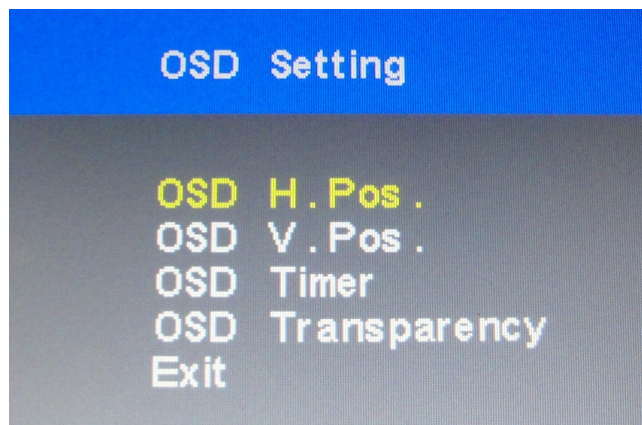 OSD Setting
OSD H.Pos.
OSD V.Pos.
OSD Timer
OSD Transparency
Exit